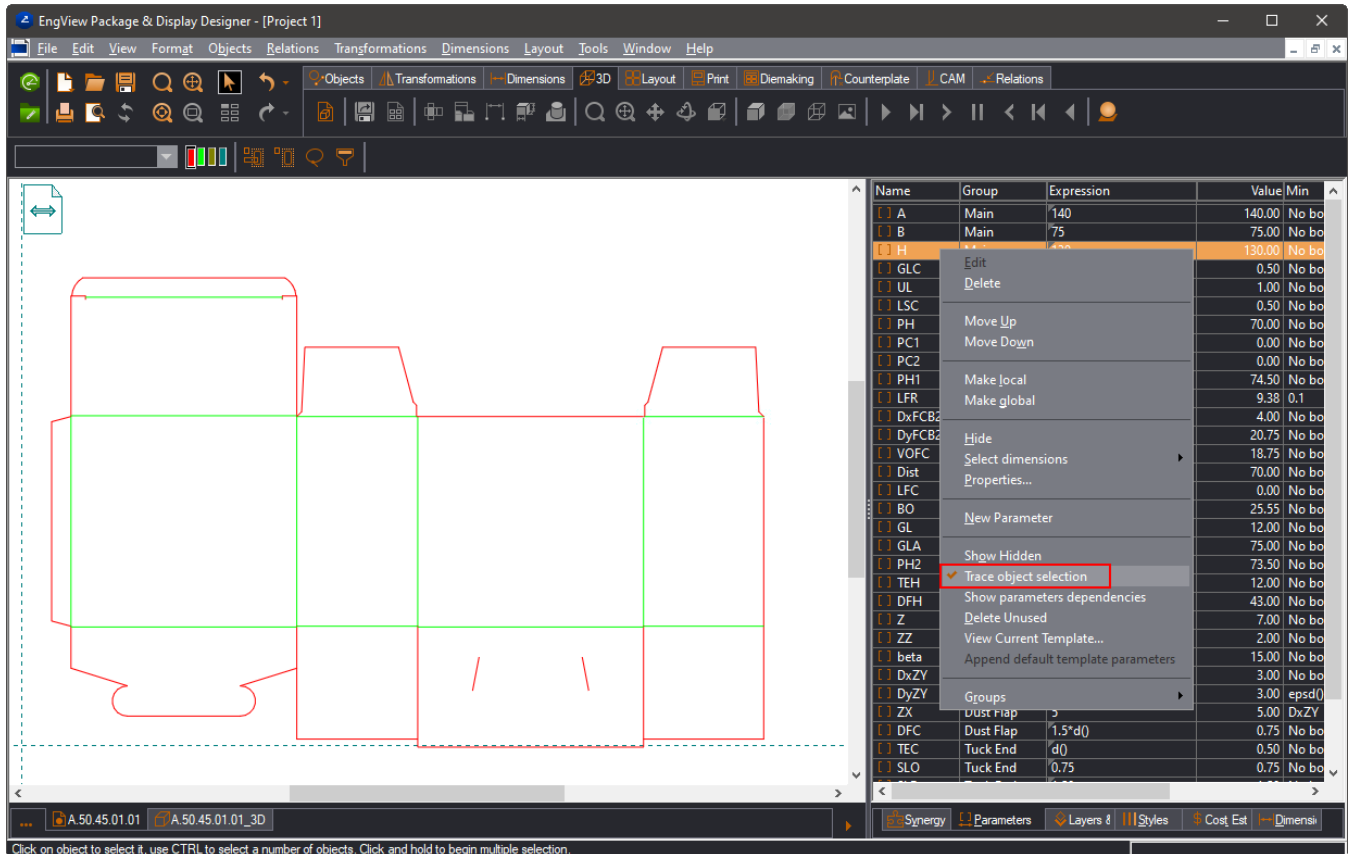 EngView Package & Display Designer - [Project 1]
File Edit View Format Objects Relations Transformations Dimensions Layout Tools Window Help
Objects Transformations Dimensions 3D Layout Print Diemaking Counterplate CAM Relations
Name Group Expression Value Min
[ ] A Main 140 140.00 No bo
[ ] B Main 75 75.00 No bo
[ ] H 130.00 No bo
[ ] GLC 0.50 No bo
[ ] UL 1.00 No bo
[ ] LSC 0.50 No bo
[ ] PH 70.00 No bo
[ ] PC1 0.00 No bo
[ ] PC2 0.00 No bo
[ ] PH1 74.50 No bo
[ ] LFR 9.38 0.1
[ ] DxFCB2 4.00 No bo
[ ] DyFCB2 20.75 No bo
[ ] VOFC 18.75 No bo
[ ] Dist 70.00 No bo
[ ] LFC 0.00 No bo
[ ] BO 25.55 No bo
[ ] GL 12.00 No bo
[ ] GLA 75.00 No bo
[ ] PH2 73.50 No bo
[ ] TEH 12.00 No bo
[ ] DFH 43.00 No bo
[ ] Z 7.00 No bo
[ ] ZZ 2.00 No bo
[ ] beta 15.00 No bo
[ ] DxZY 3.00 No bo
[ ] DyZY 3.00 epsd()
[ ] ZX Dust Flap 5 5.00 DxZY
[ ] DFC Dust Flap 1.5*d() 0.75 No bo
[ ] TEC Tuck End d() 0.50 No bo
[ ] SLO Tuck End 0.75 0.75 No bo
Edit
Delete
Move Up
Move Down
Make local
Make global
Hide
Select dimensions
Properties...
New Parameter
Show Hidden
Trace object selection
Show parameters dependencies
Delete Unused
View Current Template...
Append default template parameters
Groups
... A.50.45.01.01 A.50.45.01.01_3D
Synergy Parameters Layers & Styles Cost Est Dimensi
Click on object to select it, use CTRL to select a number of objects. Click and hold to begin multiple selection.